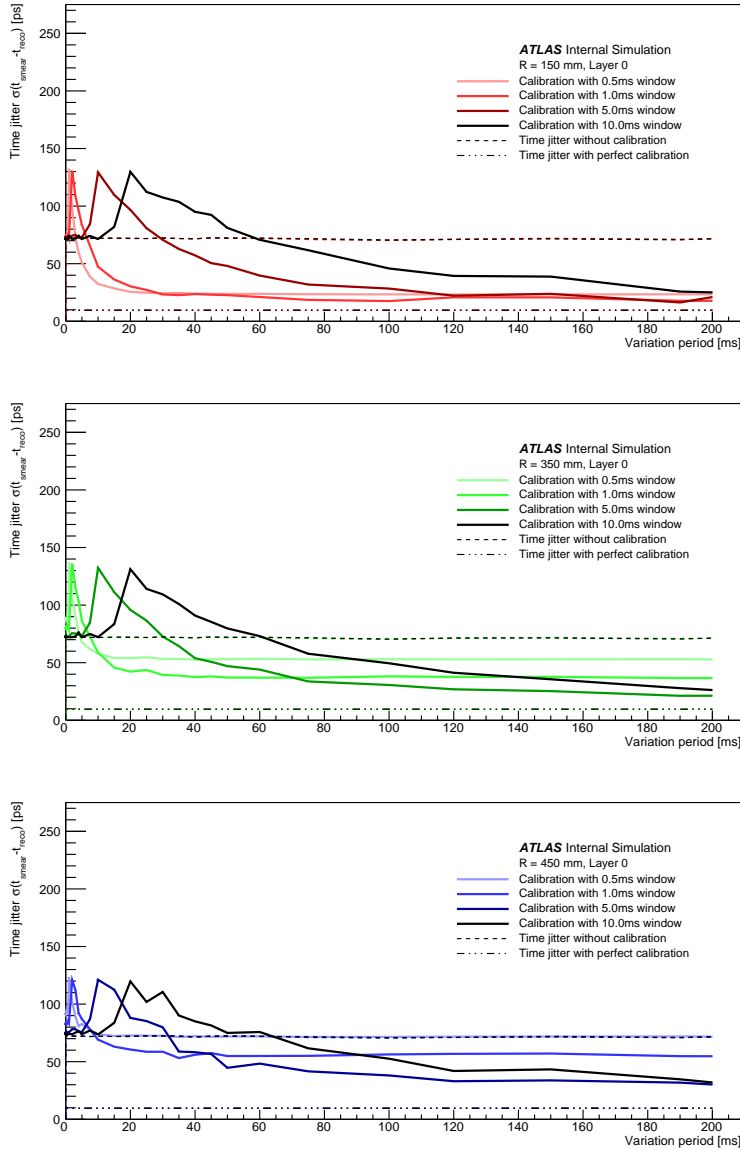 Time jitter σ(t_smear-t_reco) [ps]
250
200
150
100
50
0
ATLAS Internal Simulation
R = 150 mm, Layer 0
Calibration with 0.5ms window
Calibration with 1.0ms window
Calibration with 5.0ms window
Calibration with 10.0ms window
Time jitter without calibration
Time jitter with perfect calibration
0 20 40 60 80 100 120 140 160 180 200
Variation period [ms]
Time jitter σ(t_smear-t_reco) [ps]
250
200
150
100
50
0
ATLAS Internal Simulation
R = 350 mm, Layer 0
Calibration with 0.5ms window
Calibration with 1.0ms window
Calibration with 5.0ms window
Calibration with 10.0ms window
Time jitter without calibration
Time jitter with perfect calibration
0 20 40 60 80 100 120 140 160 180 200
Variation period [ms]
Time jitter σ(t_smear-t_reco) [ps]
250
200
150
100
50
0
ATLAS Internal Simulation
R = 450 mm, Layer 0
Calibration with 0.5ms window
Calibration with 1.0ms window
Calibration with 5.0ms window
Calibration with 10.0ms window
Time jitter without calibration
Time jitter with perfect calibration
0 20 40 60 80 100 120 140 160 180 200
Variation period [ms]